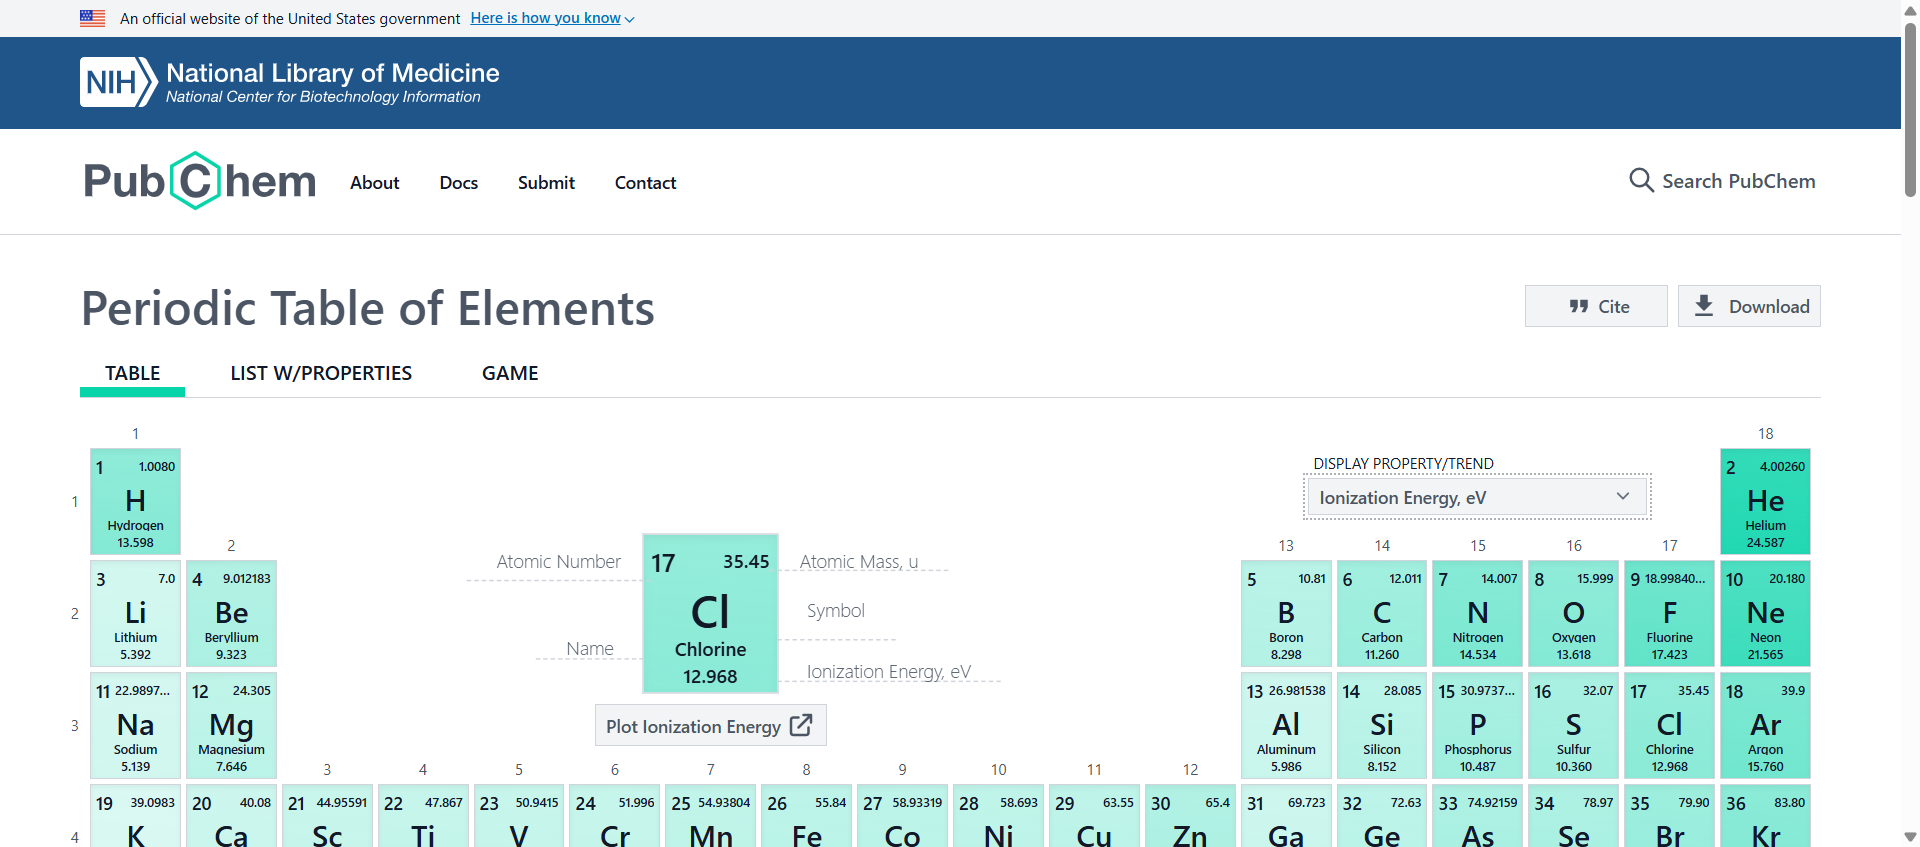 An official website of the United States government Here is how you know
NIH National Library of Medicine
National Center for Biotechnology Information
PubChem About Docs Submit Contact Search PubChem
Periodic Table of Elements Cite Download
TABLE LIST W/PROPERTIES GAME
1 18
DISPLAY PROPERTY/TREND
Ionization Energy, eV
1
1 1.0080
H
Hydrogen
13.598
2 4.00260
He
Helium
24.587
2 13 14 15 16 17
Atomic Number
Name
17 35.45
Cl
Chlorine
12.968
Atomic Mass, u
Symbol
Ionization Energy, eV
Plot Ionization Energy
2
3 7.0
Li
Lithium
5.392
4 9.012183
Be
Beryllium
9.323
5 10.81
B
Boron
8.298
6 12.011
C
Carbon
11.260
7 14.007
N
Nitrogen
14.534
8 15.999
O
Oxygen
13.618
9 18.99840...
F
Fluorine
17.423
10 20.180
Ne
Neon
21.565
3
11 22.9897...
Na
Sodium
5.139
12 24.305
Mg
Magnesium
7.646
13 26.981538
Al
Aluminum
5.986
14 28.085
Si
Silicon
8.152
15 30.9737...
P
Phosphorus
10.487
16 32.07
S
Sulfur
10.360
17 35.45
Cl
Chlorine
12.968
18 39.9
Ar
Argon
15.760
3 4 5 6 7 8 9 10 11 12
4
19 39.0983
K
20 40.08
Ca
21 44.95591
Sc
22 47.867
Ti
23 50.9415
V
24 51.996
Cr
25 54.93804
Mn
26 55.84
Fe
27 58.93319
Co
28 58.693
Ni
29 63.55
Cu
30 65.4
Zn
31 69.723
Ga
32 72.63
Ge
33 74.92159
As
34 78.97
Se
35 79.90
Br
36 83.80
Kr